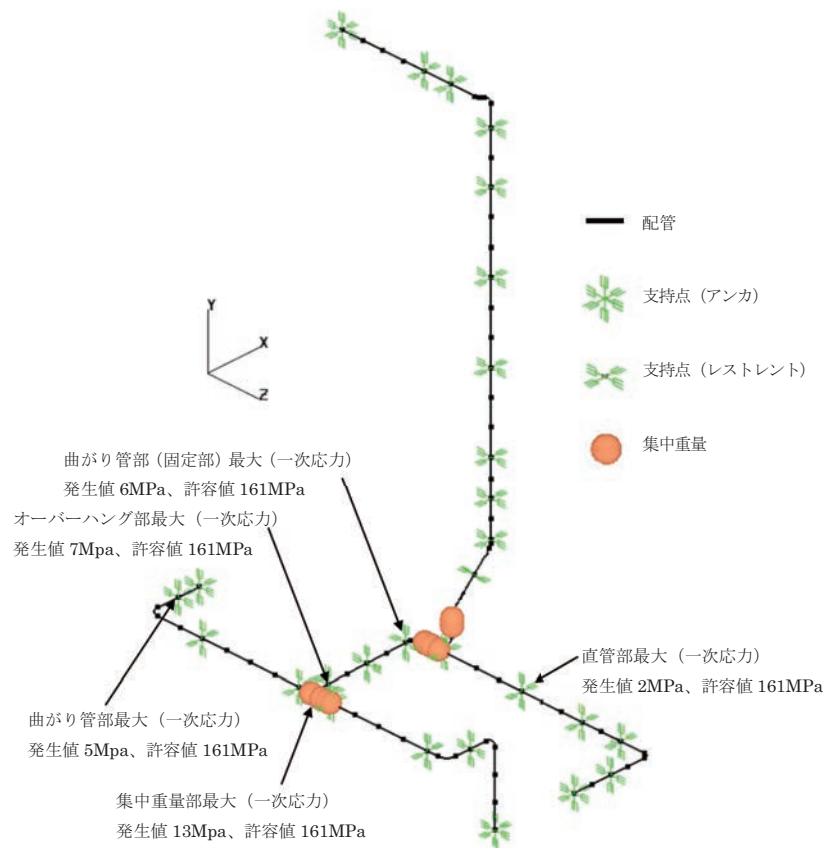 配管
支持点（アンカ）
支持点（レストレント）
集中重量
Y
X
Z
曲がり管部（固定部）最大（一次応力）
発生値 6MPa、許容値 161MPa
オーバーハング部最大（一次応力）
発生値 7Mpa、許容値 161MPa
直管部最大（一次応力）
発生値 2MPa、許容値 161MPa
曲がり管部最大（一次応力）
発生値 5Mpa、許容値 161MPa
集中重量部最大（一次応力）
発生値 13Mpa、許容値 161MPa